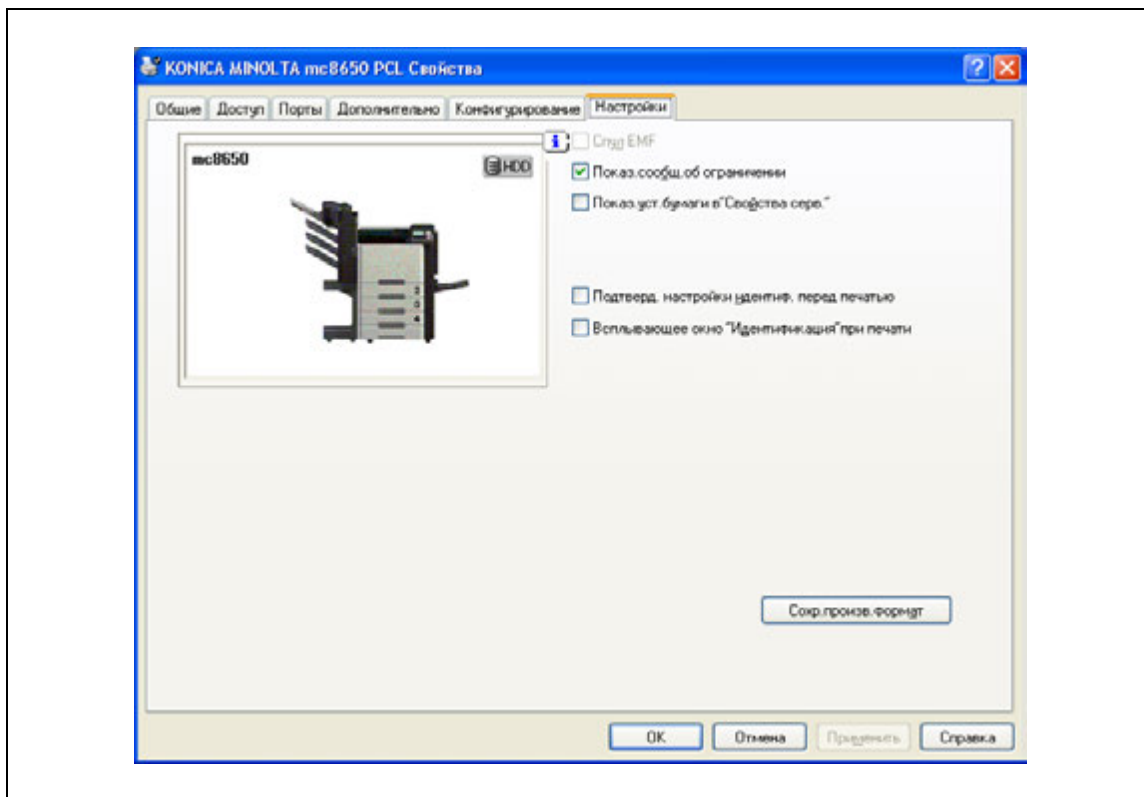 KONICA MINOLTA mc8650 PCL Свойства
Общие Доступ Порты Дополнительно Конфигурирование Настройки
mc8650
HDD
Спул EMF
Показ.сообщ.об ограничении
Показ.уст.бумаги в"Свойства серв."
Подтверд. настройки идентиф. перед печатью
Всплывающее окно "Идентификация"при печати
Сохр.произв.формат
OK Отмена Применить Справка